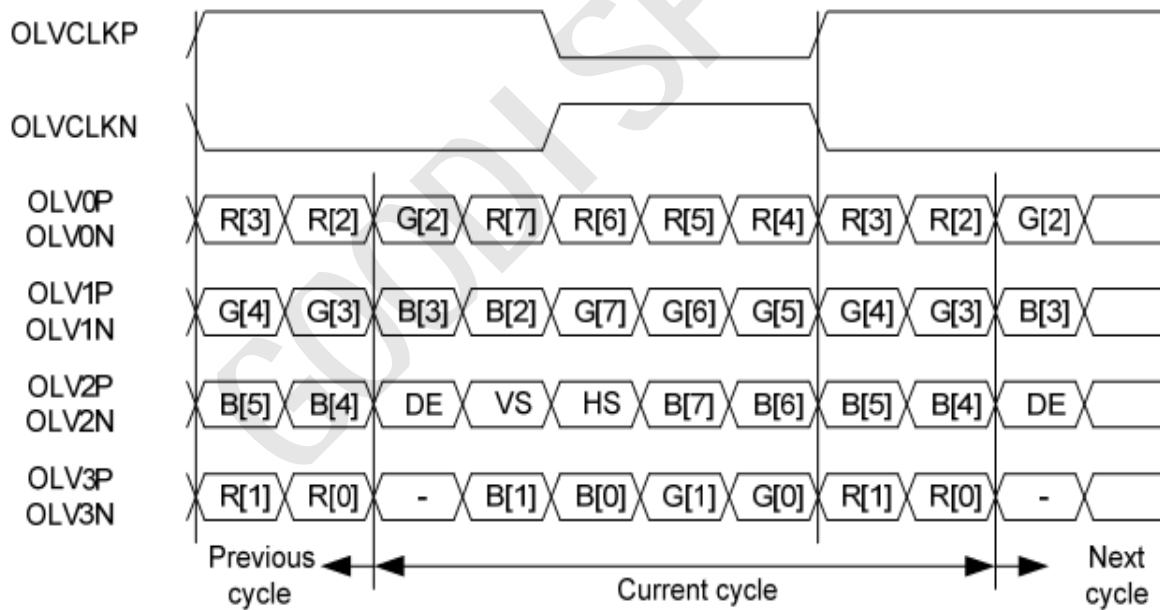 OLVCLKP
OLVCLKN
OLV0P
OLV0N
R[3] R[2] G[2] R[7] R[6] R[5] R[4] R[3] R[2] G[2]
OLV1P
OLV1N
G[4] G[3] B[3] B[2] G[7] G[6] G[5] G[4] G[3] B[3]
OLV2P
OLV2N
B[5] B[4] DE VS HS B[7] B[6] B[5] B[4] DE
OLV3P
OLV3N
R[1] R[0] - B[1] B[0] G[1] G[0] R[1] R[0] -
Previous
cycle
Current cycle
Next
cycle